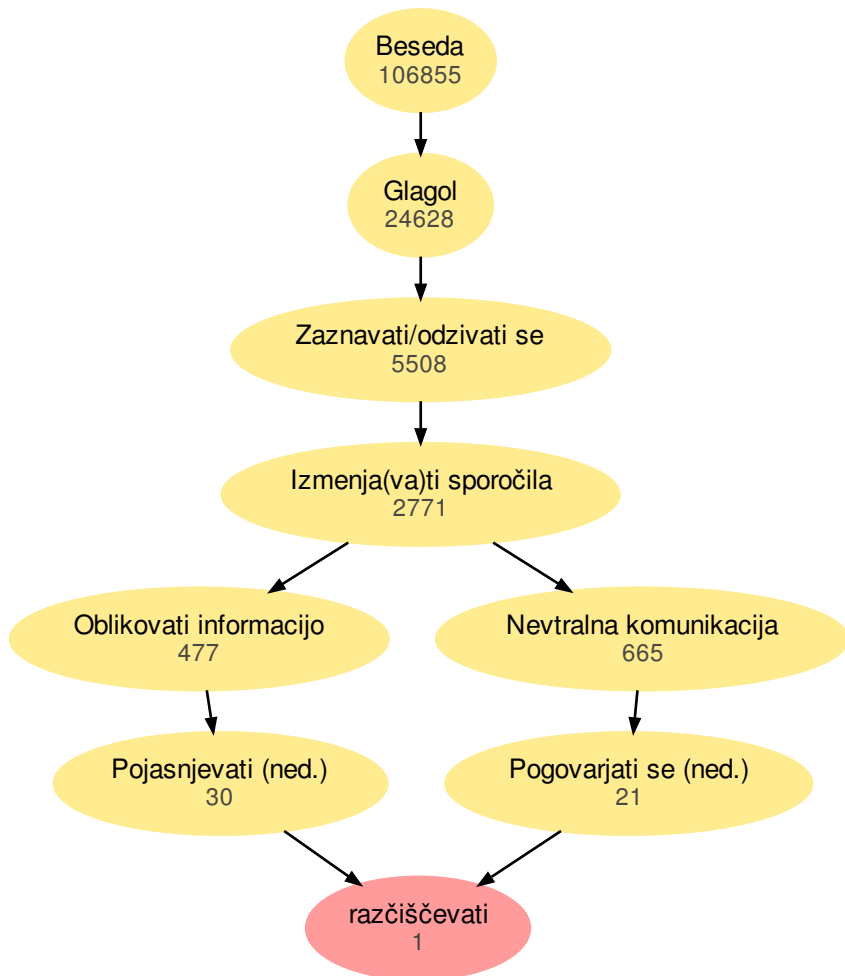 Beseda
106855
Glagol
24628
Zaznavati/odzivati se
5508
Izmenja(va)ti sporočila
2771
Oblikovati informacijo
477
Nevtralna komunikacija
665
Pojasnjevati (ned.)
30
Pogovarjati se (ned.)
21
razčiščevati
1